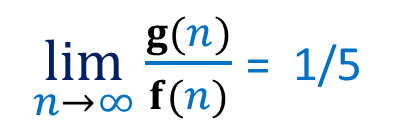 lim g(n)/f(n) = 1/5
n→∞